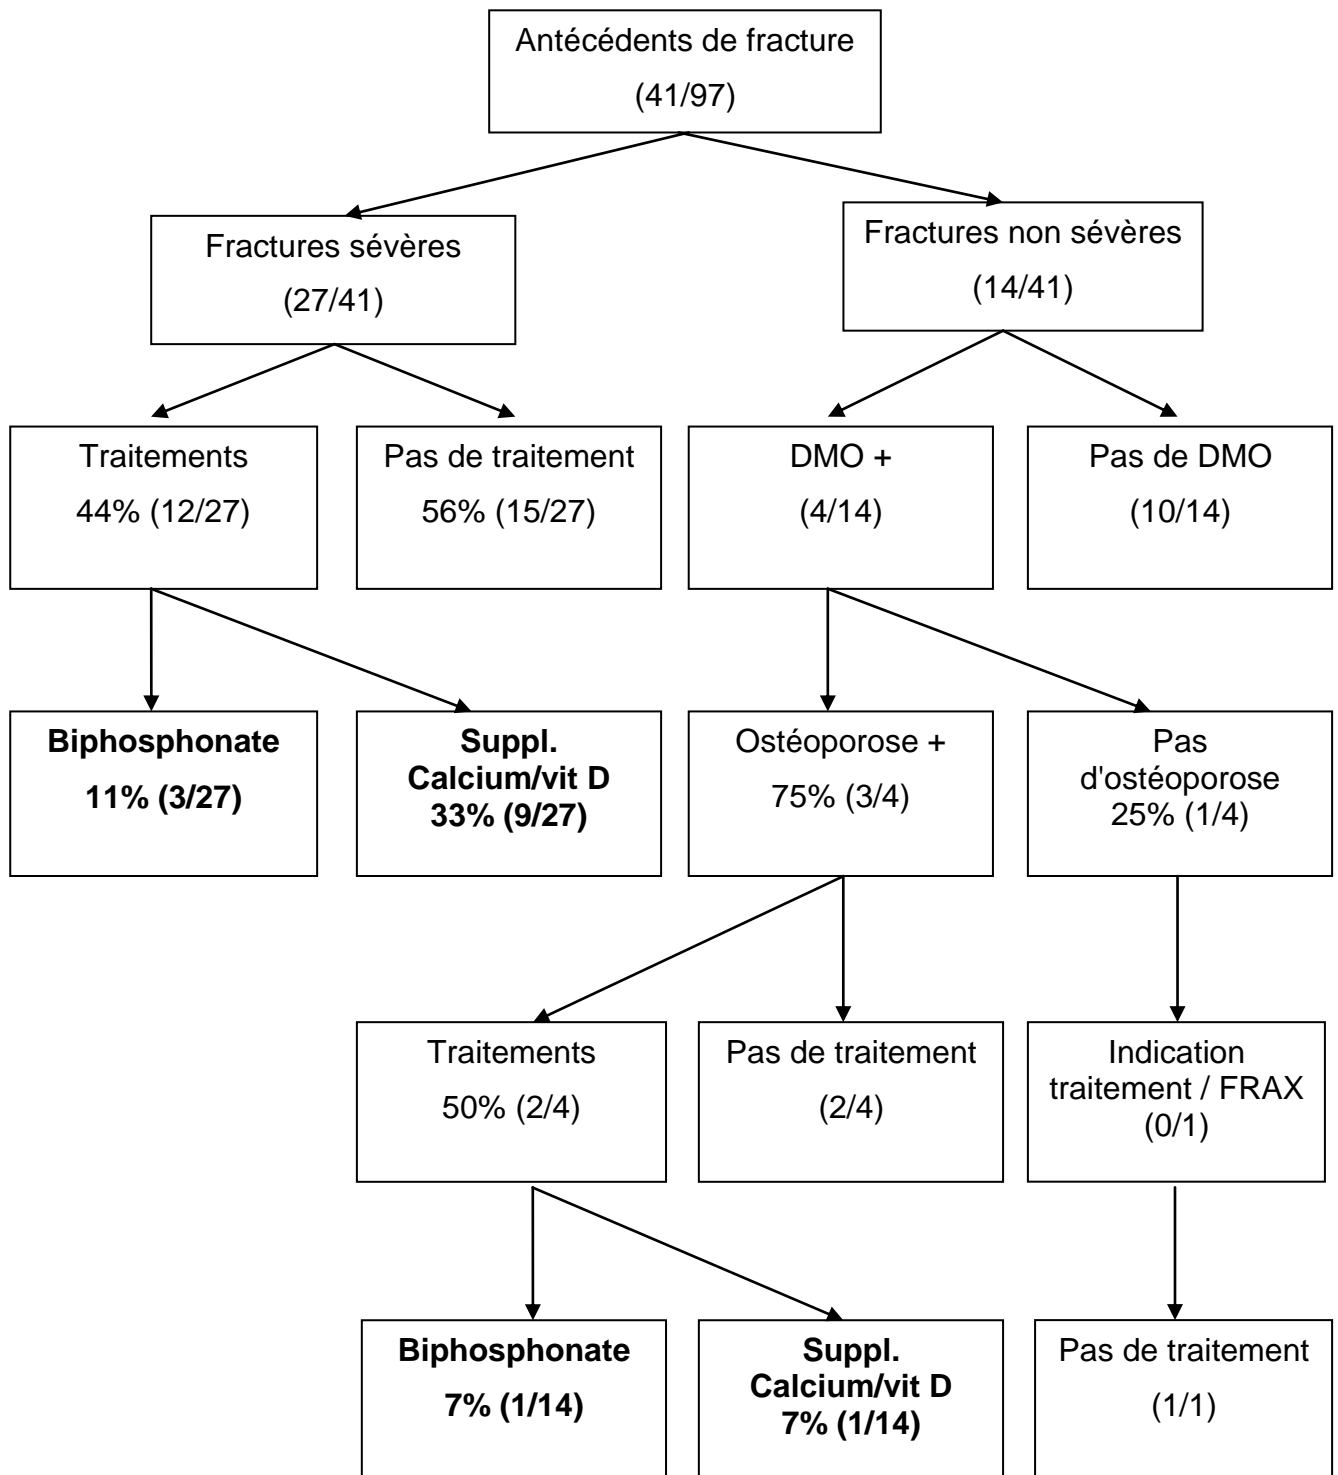 Antécédents de fracture
(41/97)
Fractures sévères
(27/41)
Fractures non sévères
(14/41)
Traitements
44% (12/27)
Pas de traitement
56% (15/27)
DMO +
(4/14)
Pas de DMO
(10/14)
Biphosphonate
11% (3/27)
Suppl.
Calcium/vit D
33% (9/27)
Ostéoporose +
75% (3/4)
Pas
d'ostéoporose
25% (1/4)
Traitements
50% (2/4)
Pas de traitement
(2/4)
Indication
traitement / FRAX
(0/1)
Biphosphonate
7% (1/14)
Suppl.
Calcium/vit D
7% (1/14)
Pas de traitement
(1/1)